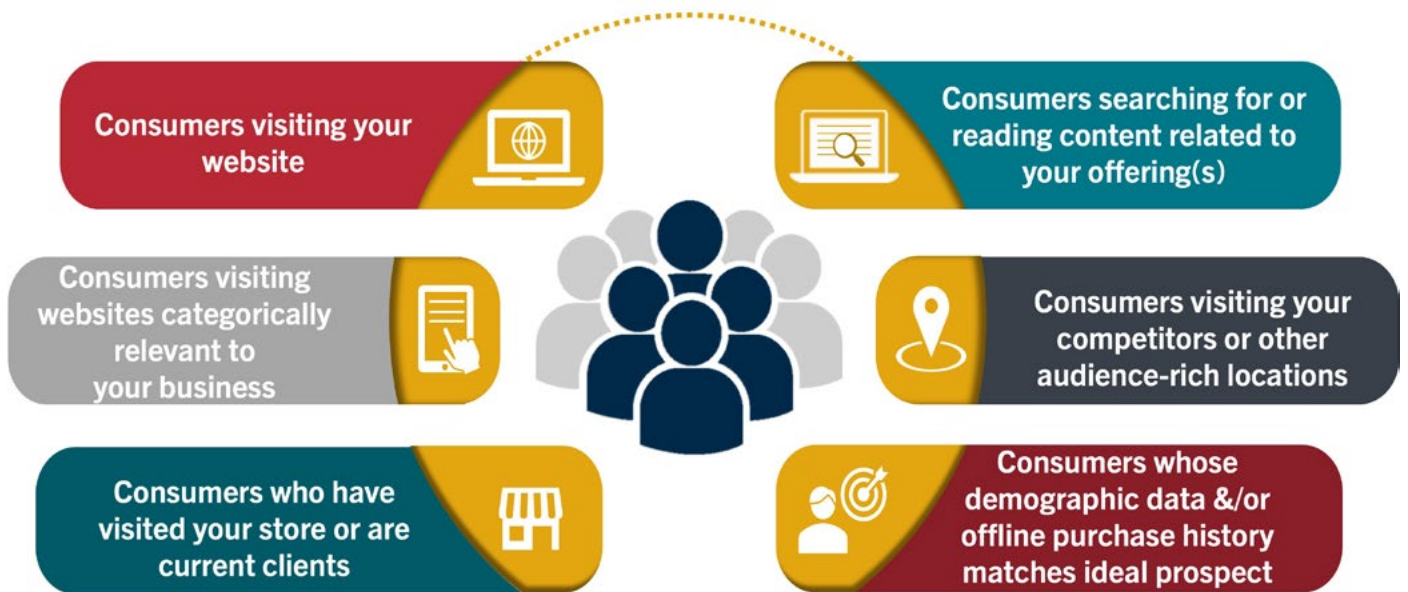 Consumers visiting your
website
Consumers searching for or
reading content related to
your offering(s)
Consumers visiting
websites categorically
relevant to
your business
Consumers visiting your
competitors or other
audience-rich locations
Consumers who have
visited your store or are
current clients
Consumers whose
demographic data &/or
offline purchase history
matches ideal prospect